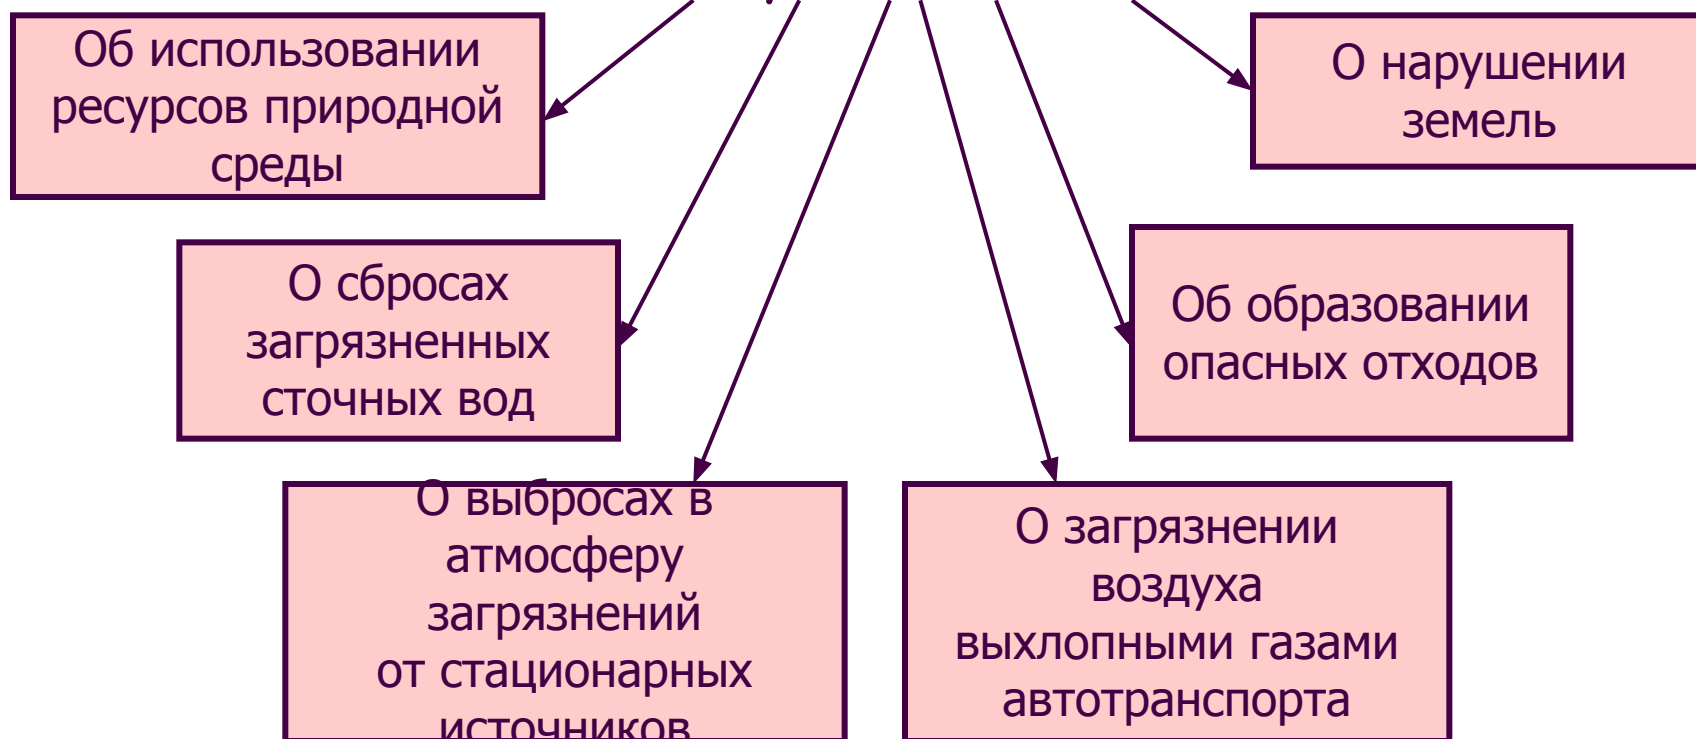 Об использовании
ресурсов природной
среды
О нарушении
земель
О сбросах
загрязненных
сточных вод
Об образовании
опасных отходов
О выбросах в
атмосферу
загрязнений
от стационарных
источников
О загрязнении
воздуха
выхлопными газами
автотранспорта